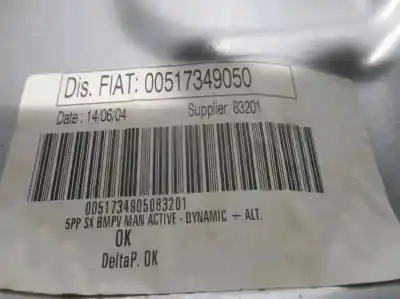 Dis. FIAT: 00517349050
Date : 14/06/04 Supplier 83201
0051734905083201
5PP SX BMPV MAN ACTIVE - DYNAMIC + ALT.
OK
DeltaP. OK